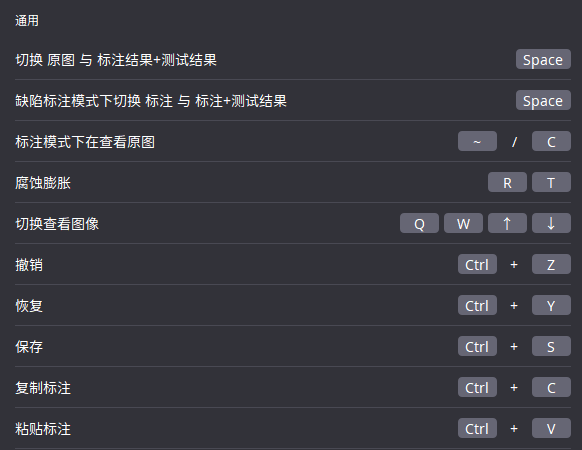 通用
切换 原图 与 标注结果+测试结果 Space
缺陷标注模式下切换 标注 与 标注+测试结果 Space
标注模式下在查看原图 ~ / C
腐蚀膨胀 R T
切换查看图像 Q W ↑ ↓
撤销 Ctrl + Z
恢复 Ctrl + Y
保存 Ctrl + S
复制标注 Ctrl + C
粘贴标注 Ctrl + V